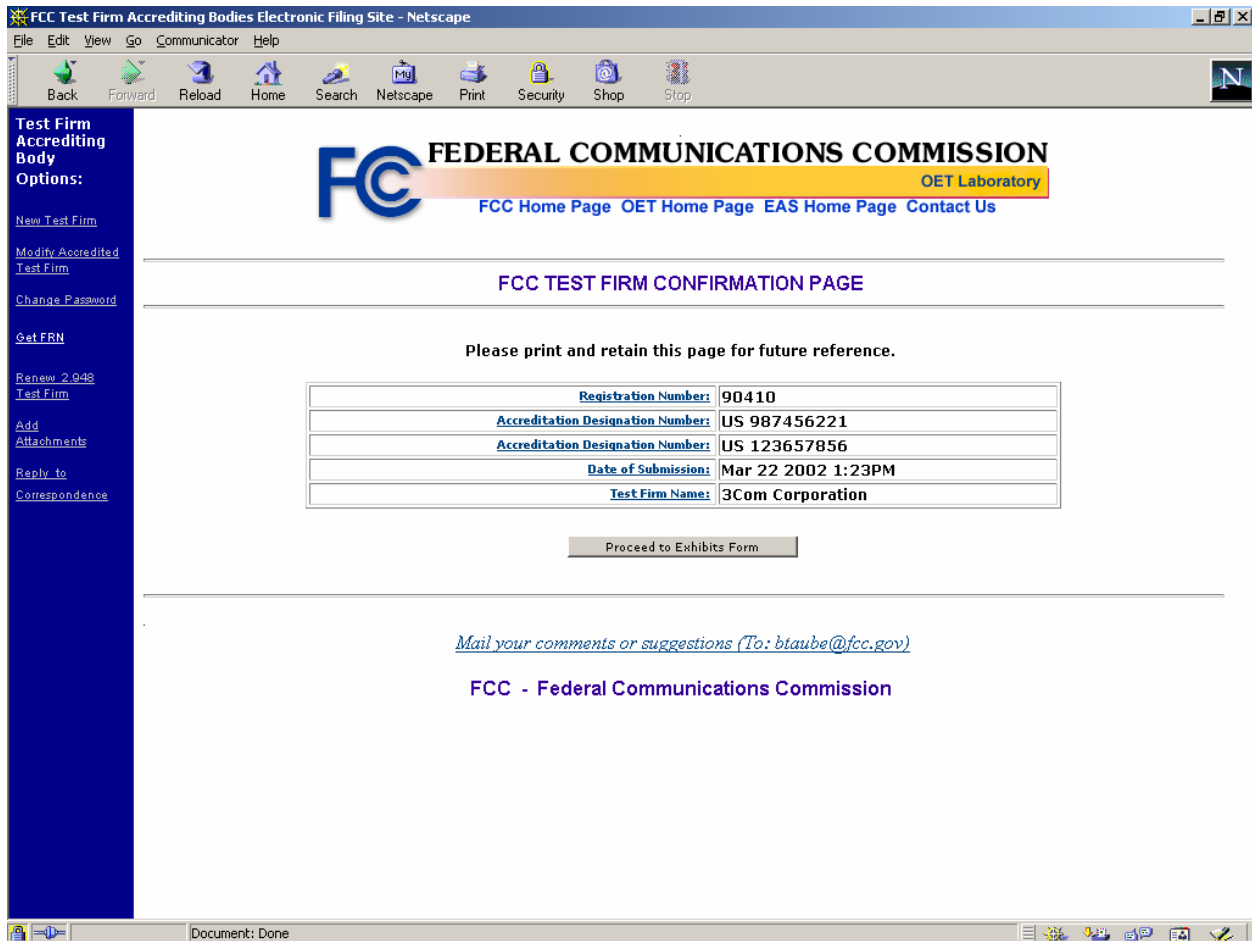 FCC Test Firm Accrediting Bodies Electronic Filing Site - Netscape
File Edit View Go Communicator Help
Back Forward Reload Home Search Netscape Print Security Shop Stop
My
N
Test Firm
Accrediting
Body
Options:
New Test Firm
Modify Accredited
Test Firm
Change Password
Get FRN
Renew 2.948
Test Firm
Add
Attachments
Reply to
Correspondence
FCC
FEDERAL COMMUNICATIONS COMMISSION
OET Laboratory
FCC Home Page OET Home Page EAS Home Page Contact Us
FCC TEST FIRM CONFIRMATION PAGE
Please print and retain this page for future reference.
Registration Number: 90410
Accreditation Designation Number: US 987456221
Accreditation Designation Number: US 123657856
Date of Submission: Mar 22 2002 1:23PM
Test Firm Name: 3Com Corporation
Proceed to Exhibits Form
Mail your comments or suggestions (To: btaube@fcc.gov)
FCC - Federal Communications Commission
Document: Done